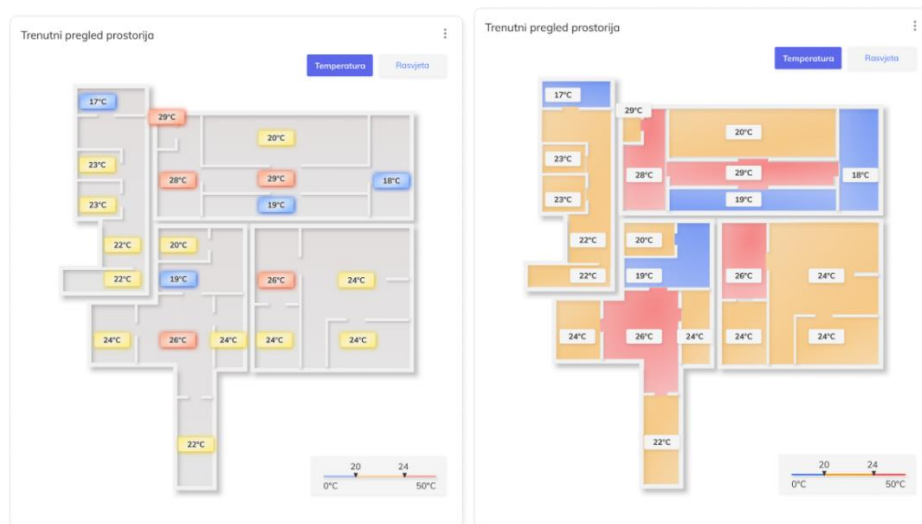 Trenutni pregled prostorija
Temperatura Rasvjeta
17°C
29°C
20°C
23°C
28°C 29°C 18°C
23°C 19°C
22°C 20°C
22°C 19°C 26°C 24°C
24°C 26°C 24°C 24°C 24°C
22°C
20 24
0°C 50°C
Trenutni pregled prostorija
Temperatura Rasvjeta
17°C
29°C
20°C
23°C
28°C 29°C 18°C
23°C 19°C
22°C 20°C
22°C 19°C 26°C 24°C
24°C 26°C 24°C 24°C 24°C
22°C
20 24
0°C 50°C